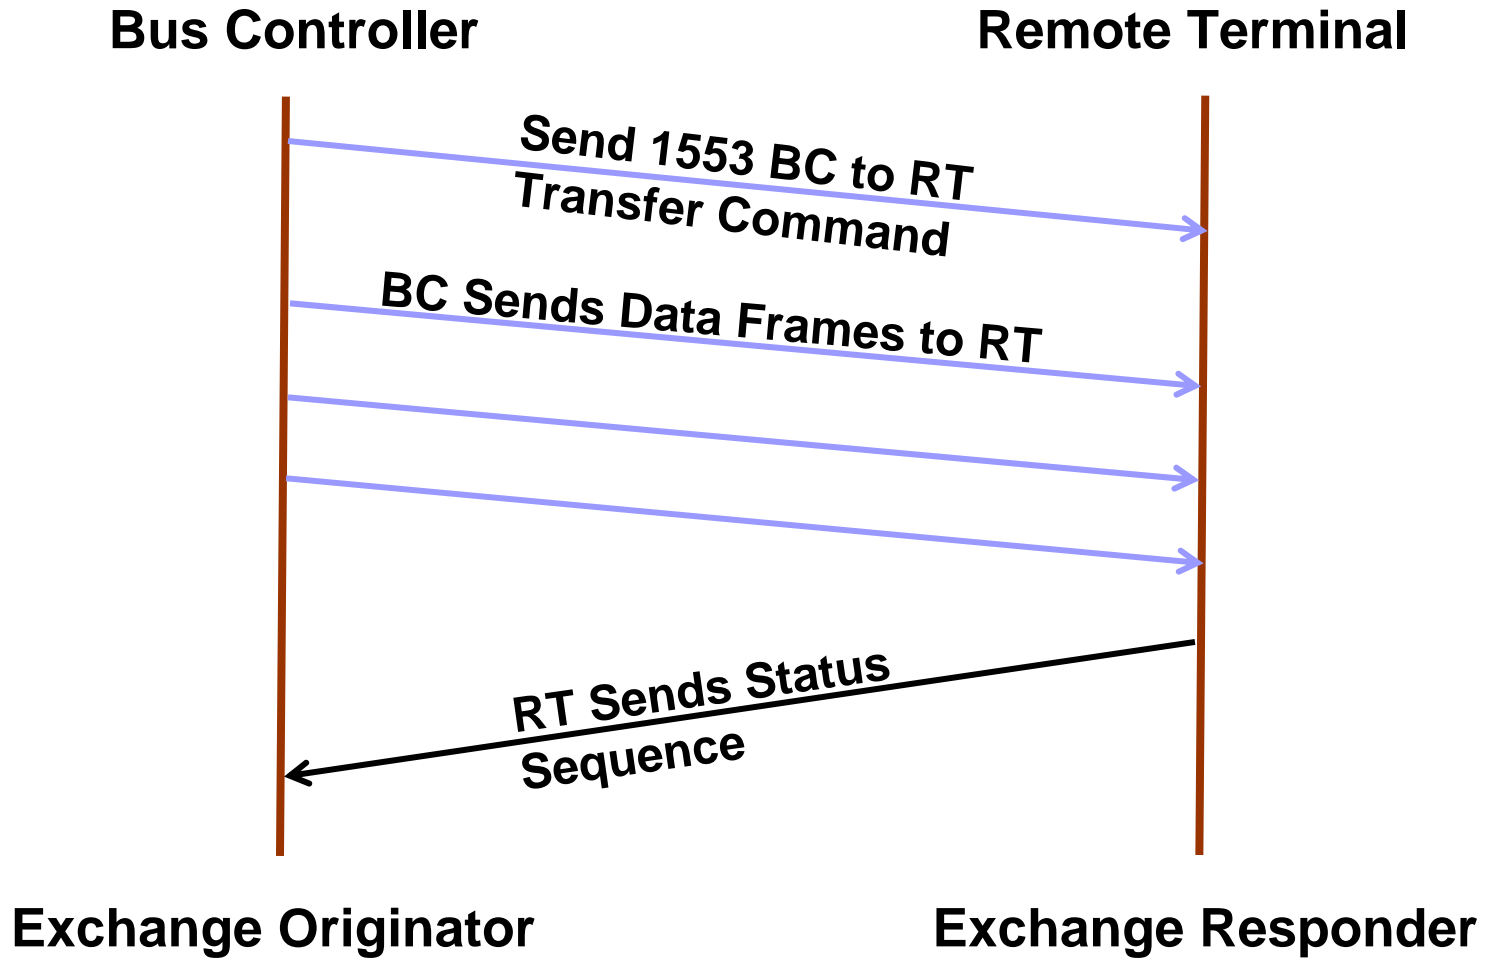 Bus Controller
Remote Terminal
Send 1553 BC to RT
Transfer Command
BC Sends Data Frames to RT
RT Sends Status
Sequence
Exchange Originator
Exchange Responder